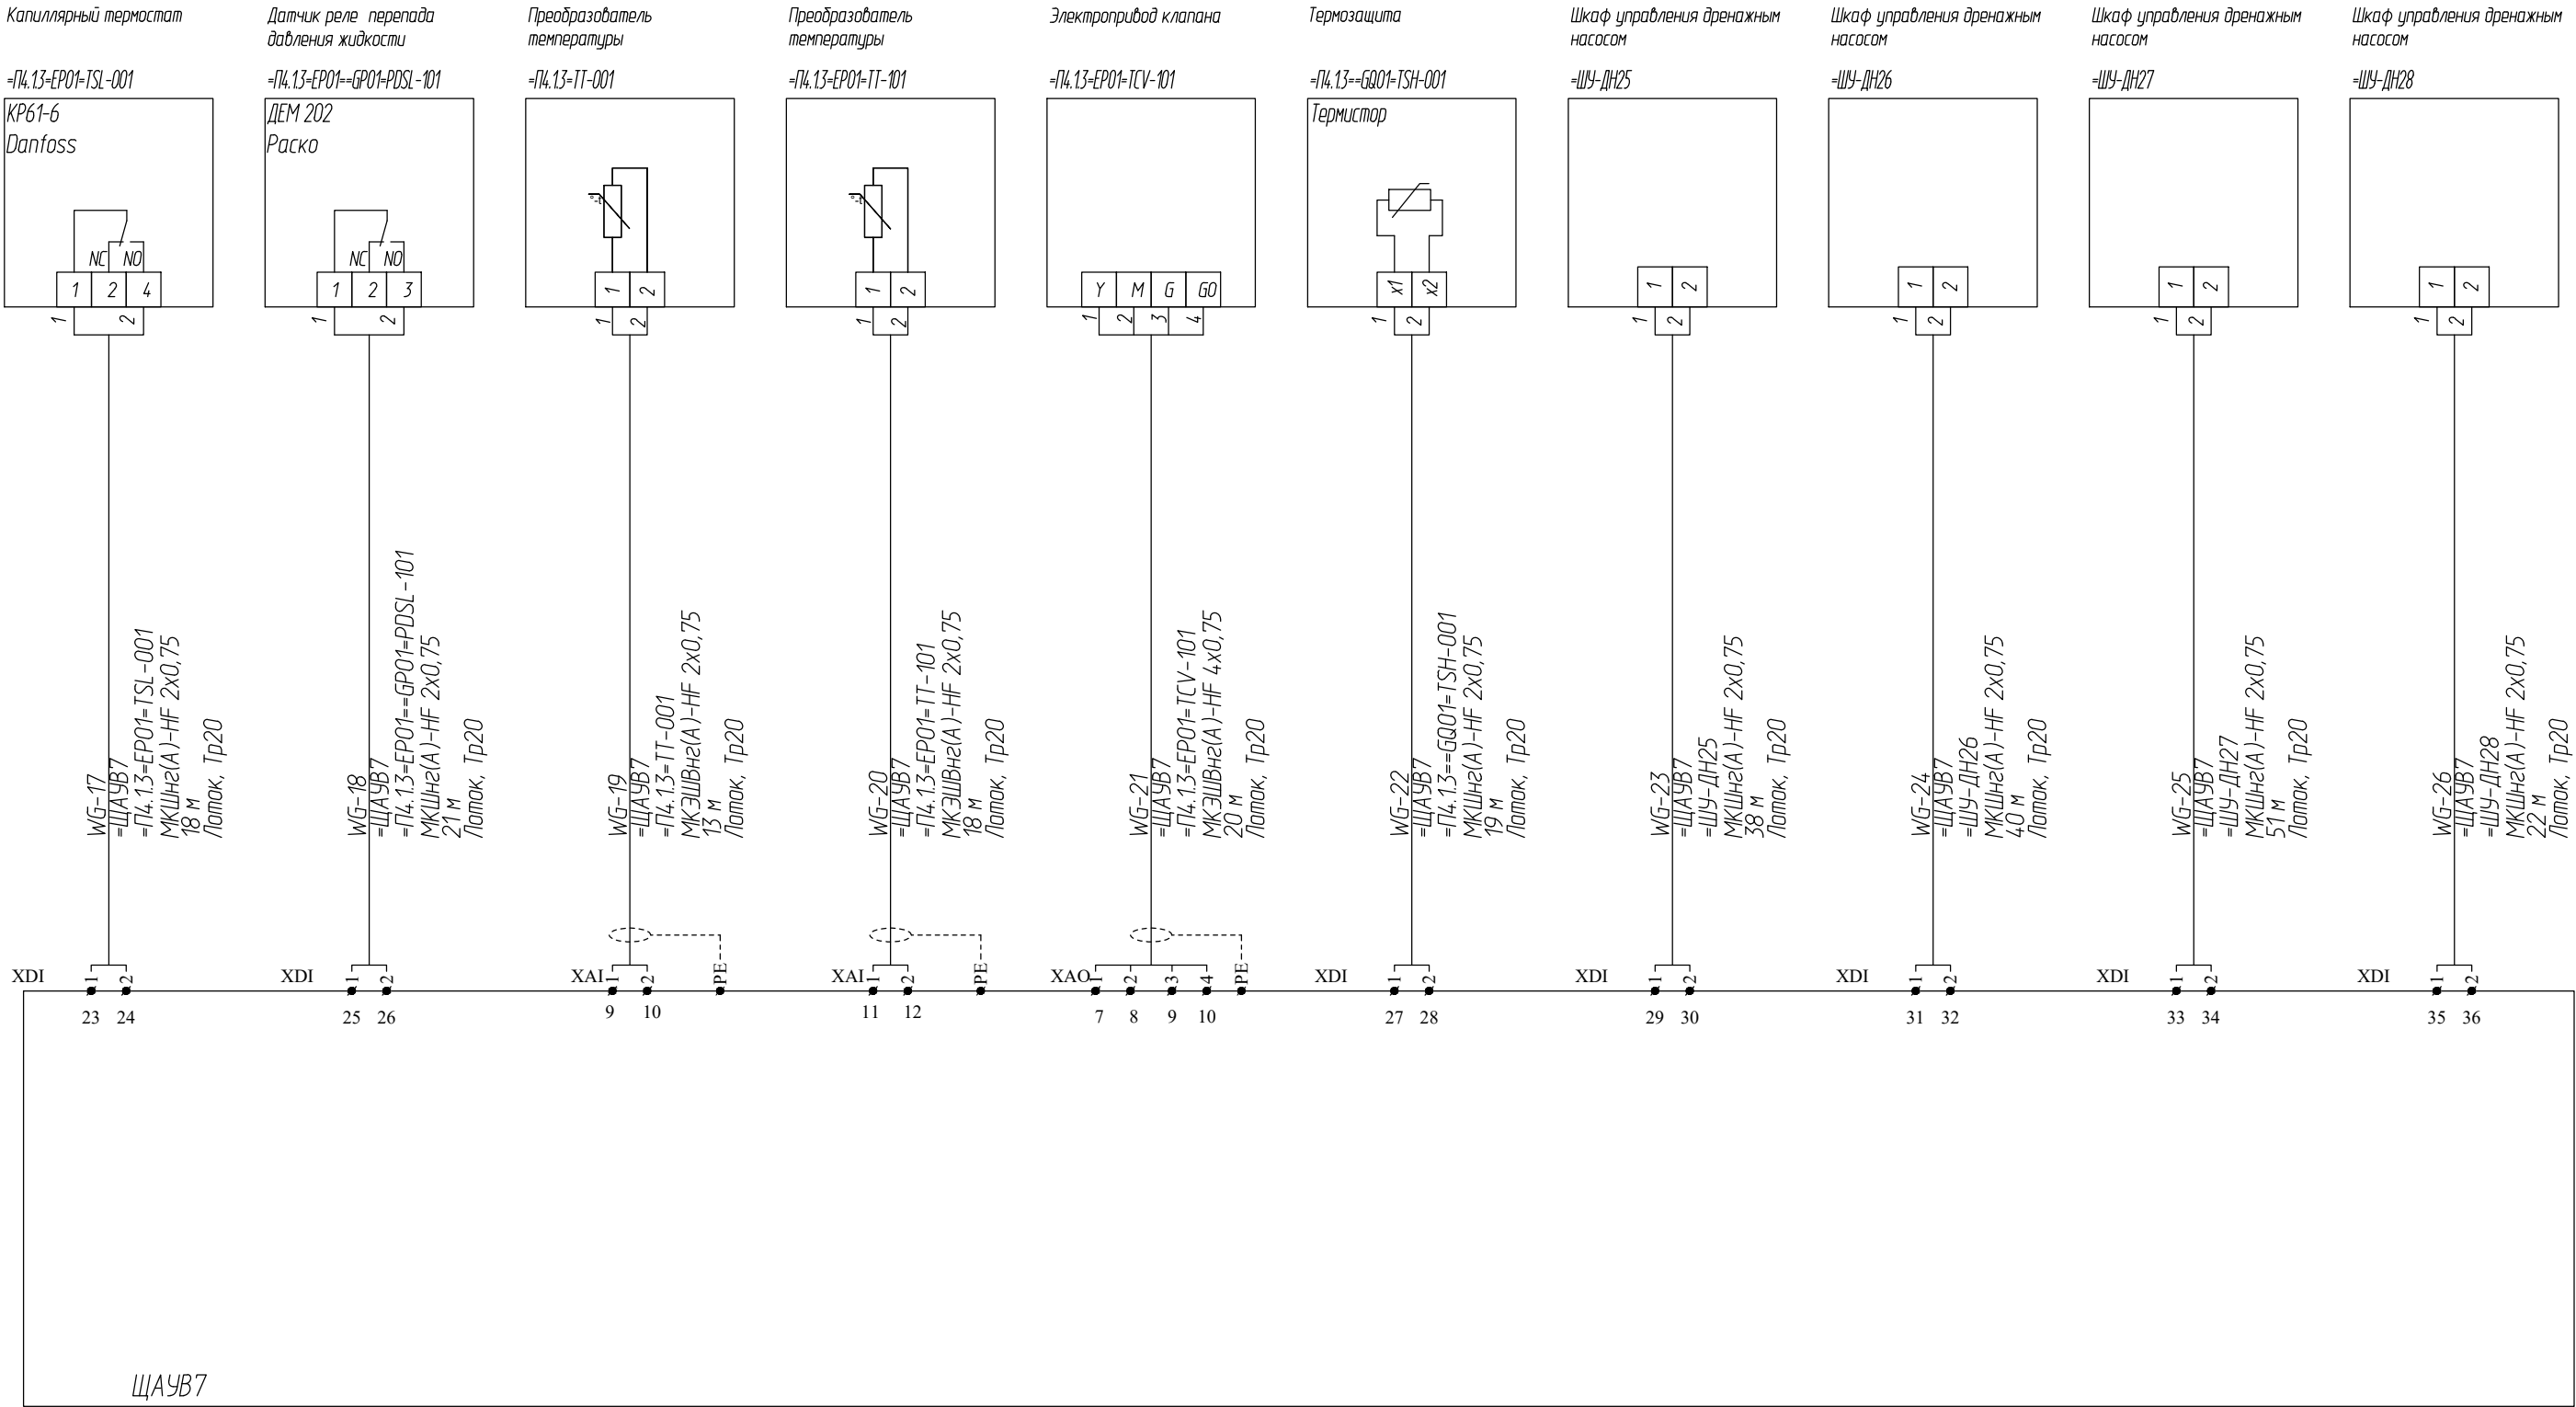 Капиллярный термостат
=П4.13=EP01=TSL-001
KP61-6
Danfoss
NC NO
1 2 4
1 2
WG-17
=ЩАУВ7
=П4.1.3=EP01=TSL-001
МКШнг(А)-HF 2х0,75
18 м
Лоток, Тр20
XDI 1 2
23 24
Датчик реле перепада
давления жидкости
=П4.13=EP01==GP01=PDSL-101
ДЕМ 202
Раско
NC NO
1 2 3
1 2
WG-18
=ЩАУВ7
=П4.1.3=EP01==GP01=PDSL-101
МКШнг(А)-HF 2х0,75
21 м
Лоток, Тр20
XDI 1 2
25 26
Преобразователь
температуры
=П4.13=TT-001
1 2
1 2
WG-19
=ЩАУВ7
=П4.1.3=TT-001
МКЭШВнг(А)-HF 2х0,75
13 м
Лоток, Тр20
XAI 1 2 PE
9 10
Преобразователь
температуры
=П4.13=EP01=TT-101
1 2
1 2
WG-20
=ЩАУВ7
=П4.1.3=EP01=TT-101
МКЭШВнг(А)-HF 2х0,75
18 м
Лоток, Тр20
XAI 1 2 PE
11 12
Электропривод клапана
=П4.13=EP01=TCV-101
Y M G G0
1 2 3 4
WG-21
=ЩАУВ7
=П4.1.3=EP01=TCV-101
МКЭШВнг(А)-HF 4х0,75
20 м
Лоток, Тр20
XAO 1 2 3 4 PE
7 8 9 10
Термозащита
=П4.13==GQ01=TSH-001
Термистор
x1 x2
1 2
WG-22
=ЩАУВ7
=П4.1.3==GQ01=TSH-001
МКШнг(А)-HF 2х0,75
19 м
Лоток, Тр20
XDI 1 2
27 28
Шкаф управления дренажным
насосом
=ШУ-ДН25
1 2
1 2
WG-23
=ЩАУВ7
=ШУ-ДН25
МКШнг(А)-HF 2х0,75
38 м
Лоток, Тр20
XDI 1 2
29 30
Шкаф управления дренажным
насосом
=ШУ-ДН26
1 2
1 2
WG-24
=ЩАУВ7
=ШУ-ДН26
МКШнг(А)-HF 2х0,75
40 м
Лоток, Тр20
XDI 1 2
31 32
Шкаф управления дренажным
насосом
=ШУ-ДН27
1 2
1 2
WG-25
=ЩАУВ7
=ШУ-ДН27
МКШнг(А)-HF 2х0,75
51 м
Лоток, Тр20
XDI 1 2
33 34
Шкаф управления дренажным
насосом
=ШУ-ДН28
1 2
1 2
WG-26
=ЩАУВ7
=ШУ-ДН28
МКШнг(А)-HF 2х0,75
22 м
Лоток, Тр20
XDI 1 2
35 36
ЩАУВ7